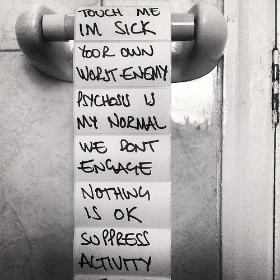 TOUCH ME
IM SICK
YOUR OWN
WORST ENEMY
PSYCHOSIS IS
MY NORMAL
WE DONT
ENGAGE
NOTHING
IS OK
SUPPRESS
ACTIVITY